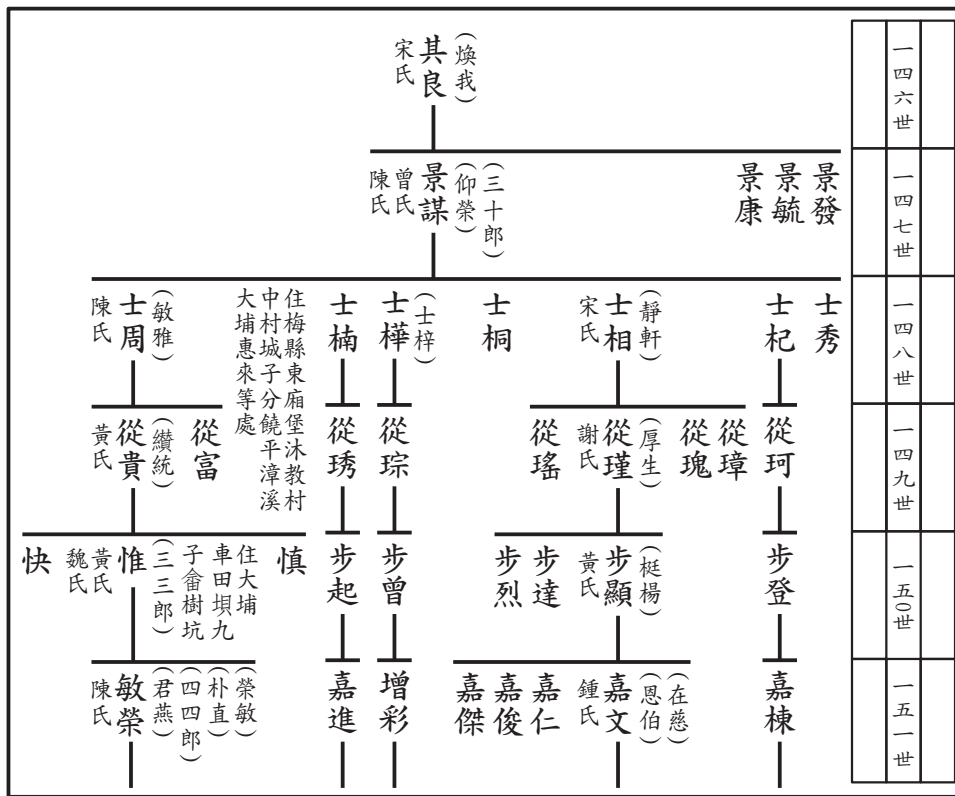 一四六世
(煥我)
其良
宋氏
一四七世
景發
景毓
景康
(三十郎)
(仰榮)
景謀
曾氏
陳氏
一四八世
士秀
士杞
(靜軒)
士相
宋氏
士桐
(士梓)
士樺
士楠
住梅縣東廂堡沐教村
中村城子分饒平漳溪
大埔惠來等處
(敏雅)
士周
陳氏
一四九世
從珂
從璋
從瑰
(厚生)
從瑾
謝氏
從瑤
從琮
從琇
從富
(纘統)
從貴
黃氏
一五〇世
步登
(梃楊)
步顯
黃氏
步達
步烈
步曾
步起
慎
住大埔
車田垻九
子畲樹坑
(三三郎)
惟
黃氏
魏氏
快
一五一世
嘉棟
(在慈)
(恩伯)
嘉文
鍾氏
嘉仁
嘉俊
嘉傑
增彩
嘉進
(榮敏)
(朴直)
(四四郎)
(君燕)
敏榮
陳氏